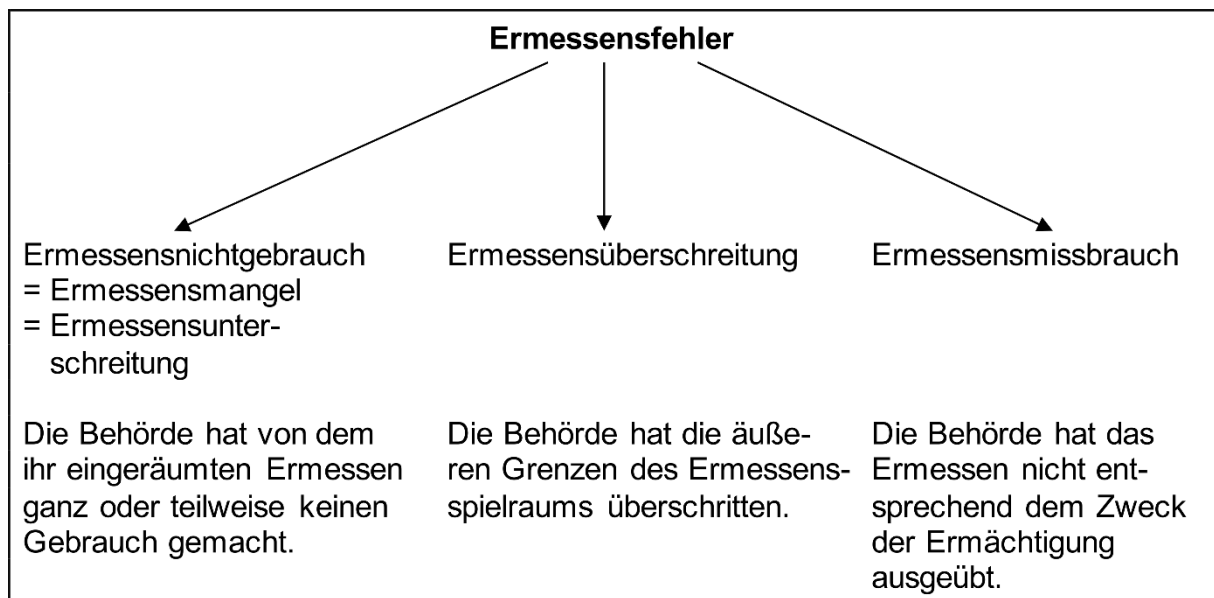 Ermessensfehler
Ermessensnichtgebrauch
= Ermessensmangel
= Ermessensunter-
schreitung
Die Behörde hat von dem
ihr eingeräumten Ermessen
ganz oder teilweise keinen
Gebrauch gemacht.
Ermessensüberschreitung
Die Behörde hat die äuße-
ren Grenzen des Ermessens-
spielraums überschritten.
Ermessensmissbrauch
Die Behörde hat das
Ermessen nicht ent-
sprechend dem Zweck
der Ermächtigung
ausgeübt.